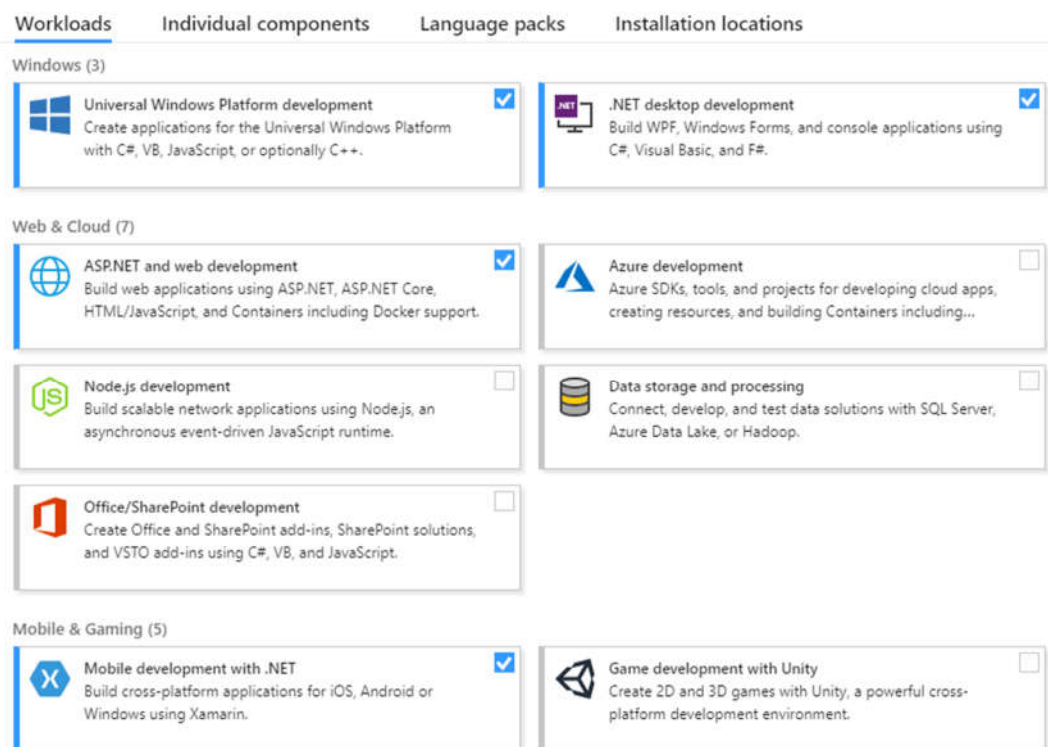 Workloads
Individual components
Language packs
Installation locations
Windows (3)
Universal Windows Platform development
Create applications for the Universal Windows Platform
with C#, VB, JavaScript, or optionally C++.
.NET
.NET desktop development
Build WPF, Windows Forms, and console applications using
C#, Visual Basic, and F#.
Web & Cloud (7)
ASP.NET and web development
Build web applications using ASP.NET, ASP.NET Core,
HTML/JavaScript, and Containers including Docker support.
Azure development
Azure SDKs, tools, and projects for developing cloud apps,
creating resources, and building Containers including...
JS
Node.js development
Build scalable network applications using Node.js, an
asynchronous event-driven JavaScript runtime.
Data storage and processing
Connect, develop, and test data solutions with SQL Server,
Azure Data Lake, or Hadoop.
Office/SharePoint development
Create Office and SharePoint add-ins, SharePoint solutions,
and VSTO add-ins using C#, VB, and JavaScript.
Mobile & Gaming (5)
Mobile development with .NET
Build cross-platform applications for iOS, Android or
Windows using Xamarin.
Game development with Unity
Create 2D and 3D games with Unity, a powerful cross-
platform development environment.